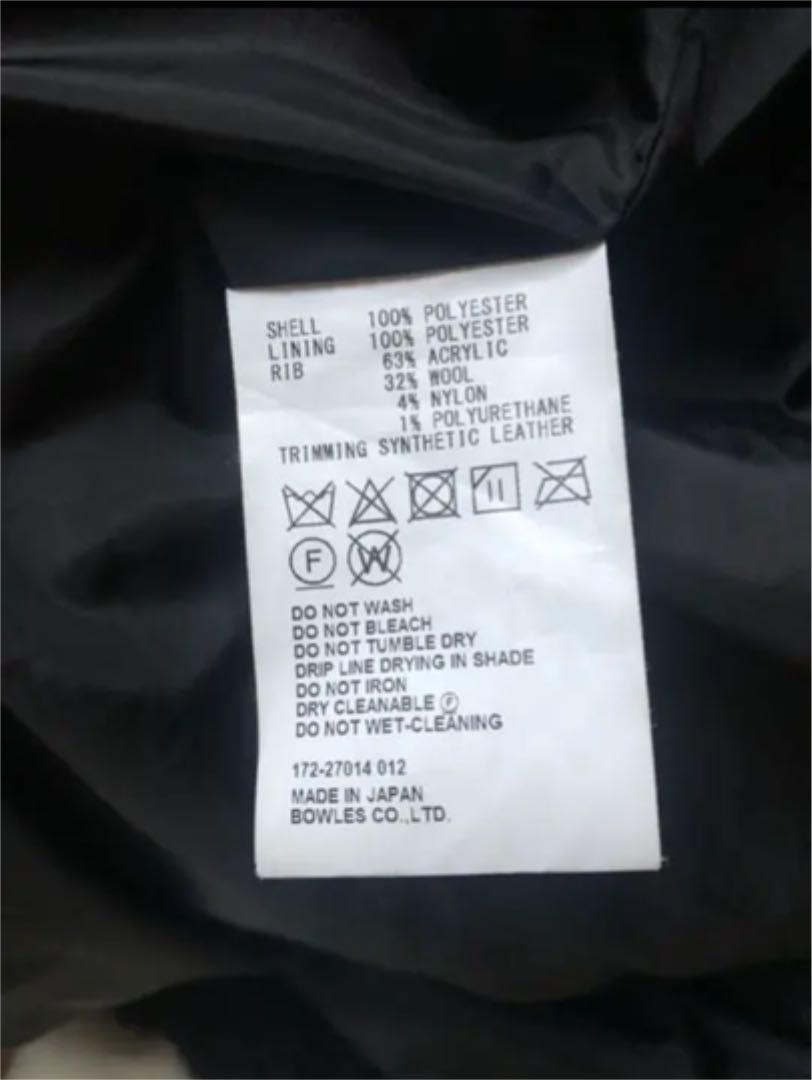 SHELL 100% POLYESTER
LINING 100% POLYESTER
RIB 63% ACRYLIC
32% WOOL
4% NYLON
1% POLYURETHANE
TRIMMING SYNTHETIC LEATHER
F W
DO NOT WASH
DO NOT BLEACH
DO NOT TUMBLE DRY
DRIP LINE DRYING IN SHADE
DO NOT IRON
DRY CLEANABLE Ⓕ
DO NOT WET-CLEANING
172-27014 012
MADE IN JAPAN
BOWLES CO.,LTD.